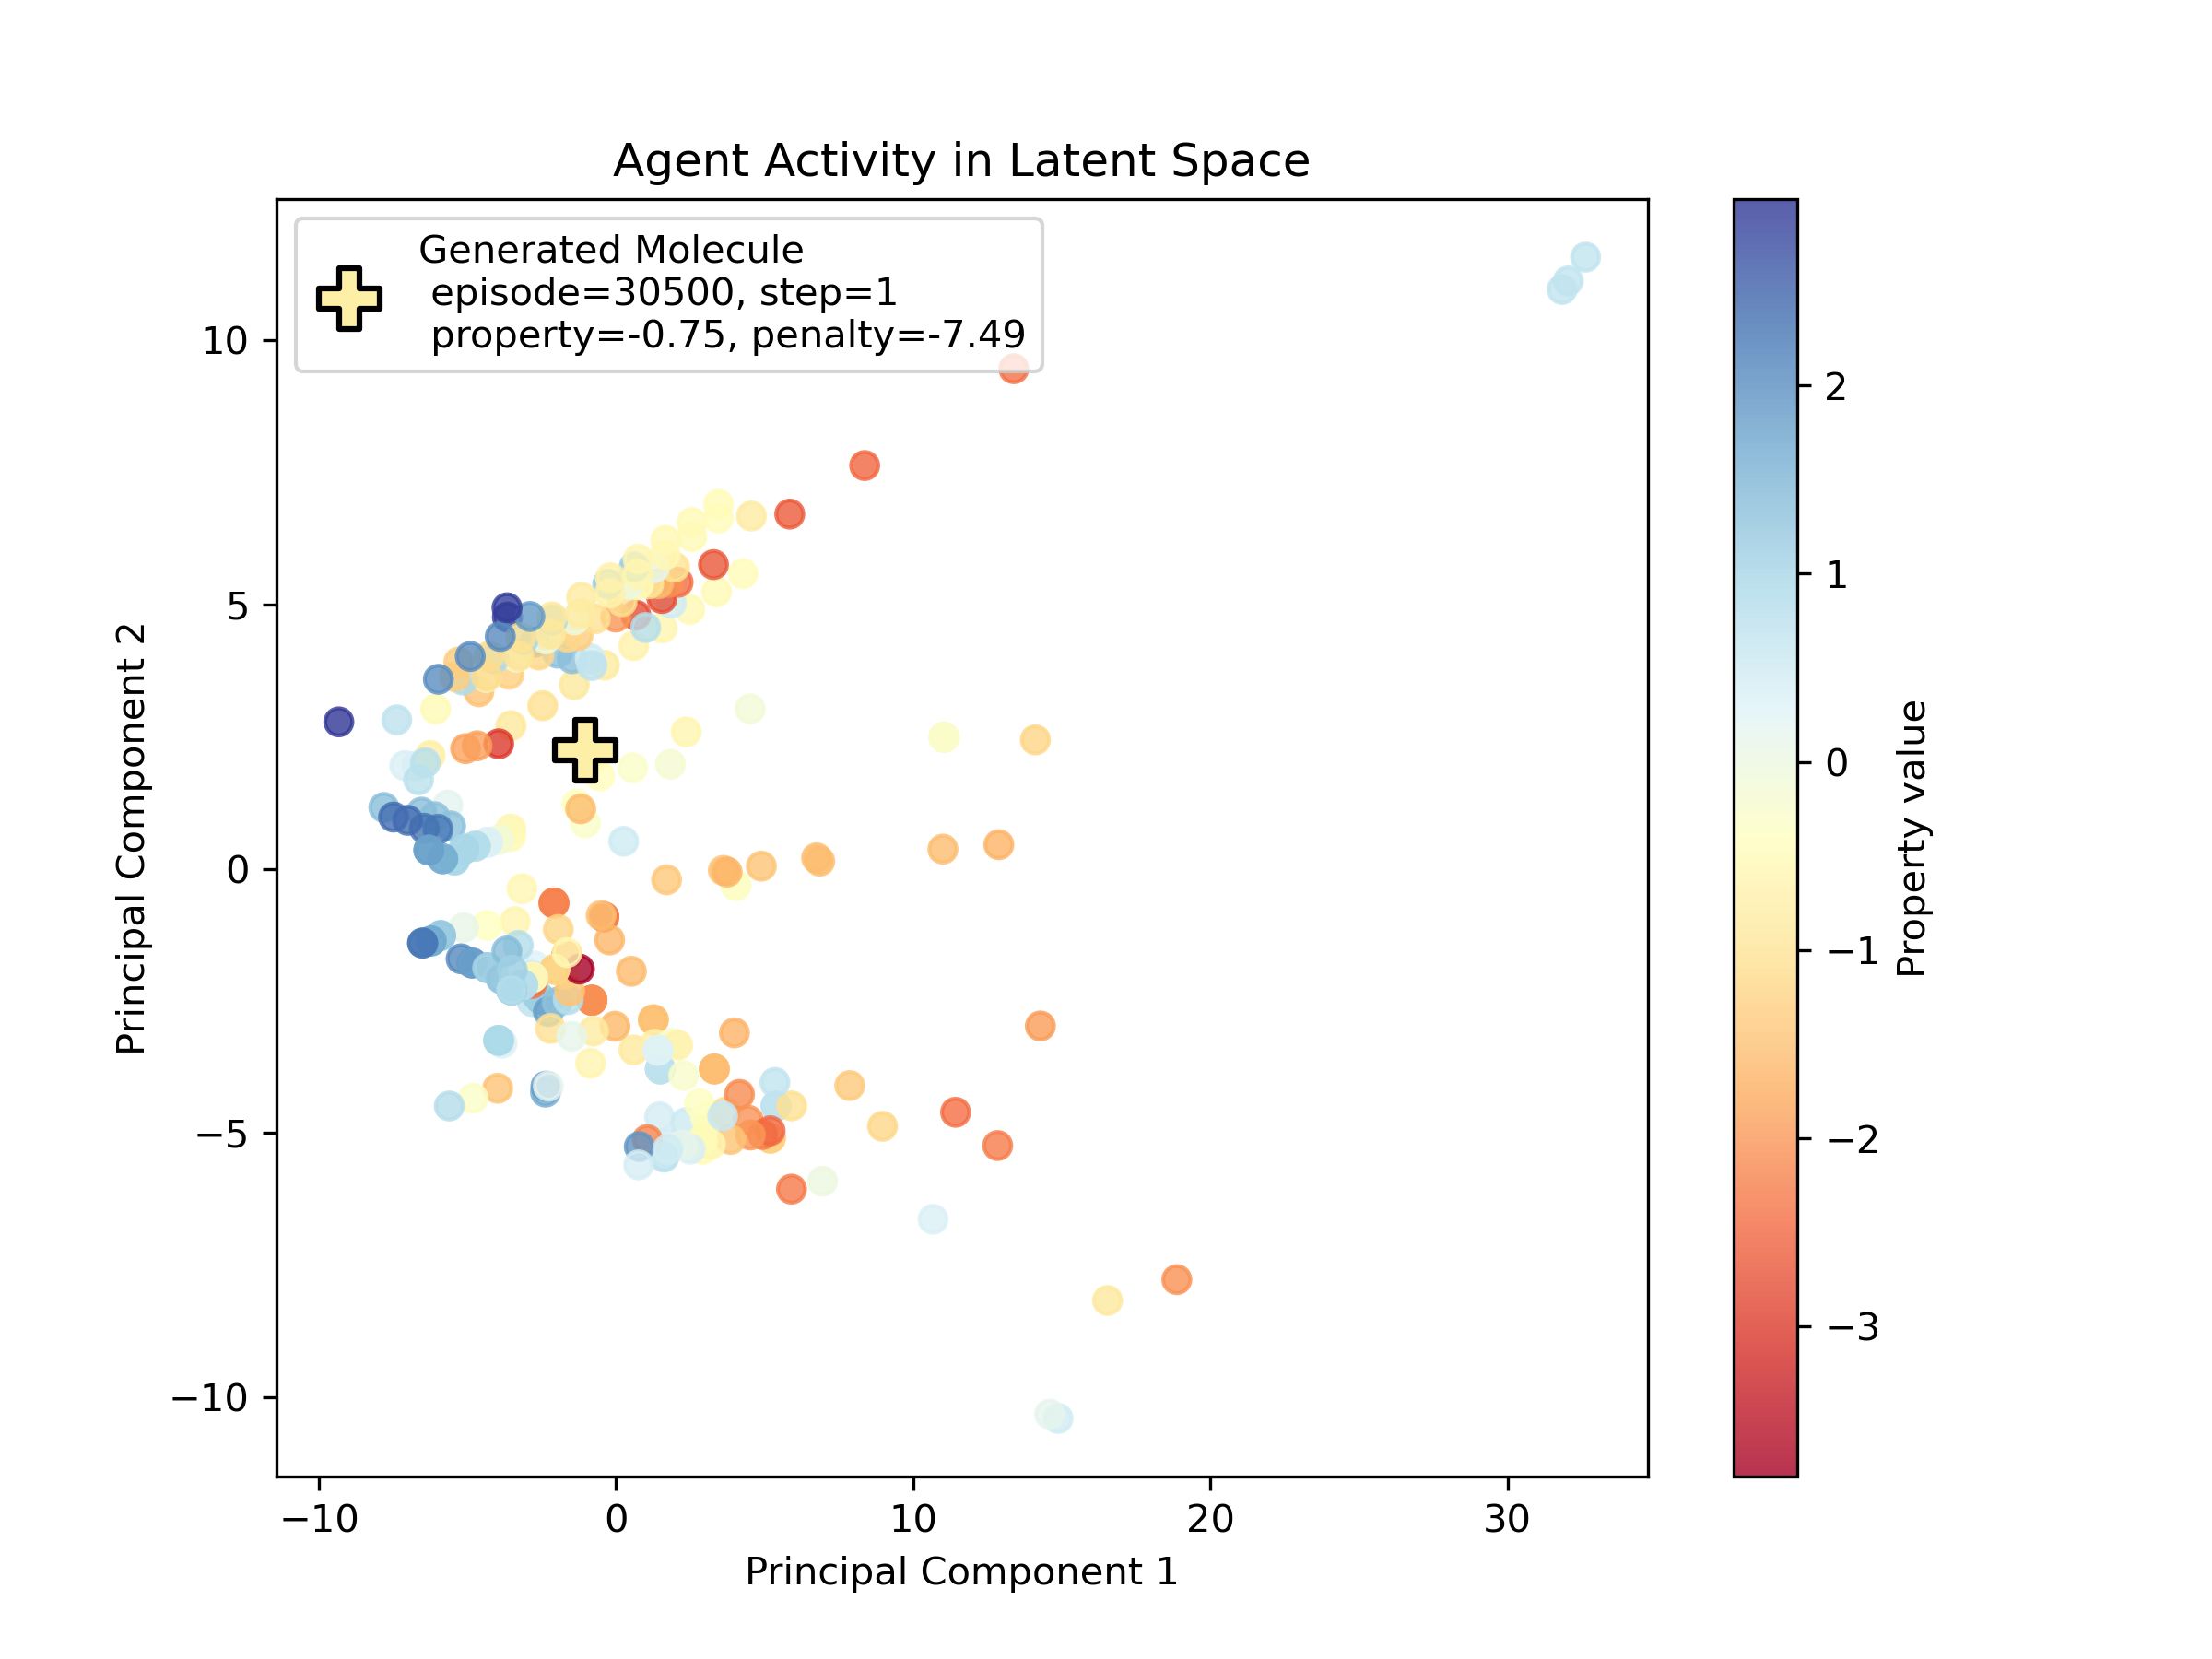 Agent Activity in Latent Space
Generated Molecule
episode=30500, step=1
property=-0.75, penalty=-7.49
10
5
0
−5
−10
Principal Component 2
−10
0
10
20
30
Principal Component 1
2
1
0
−1
−2
−3
Property value